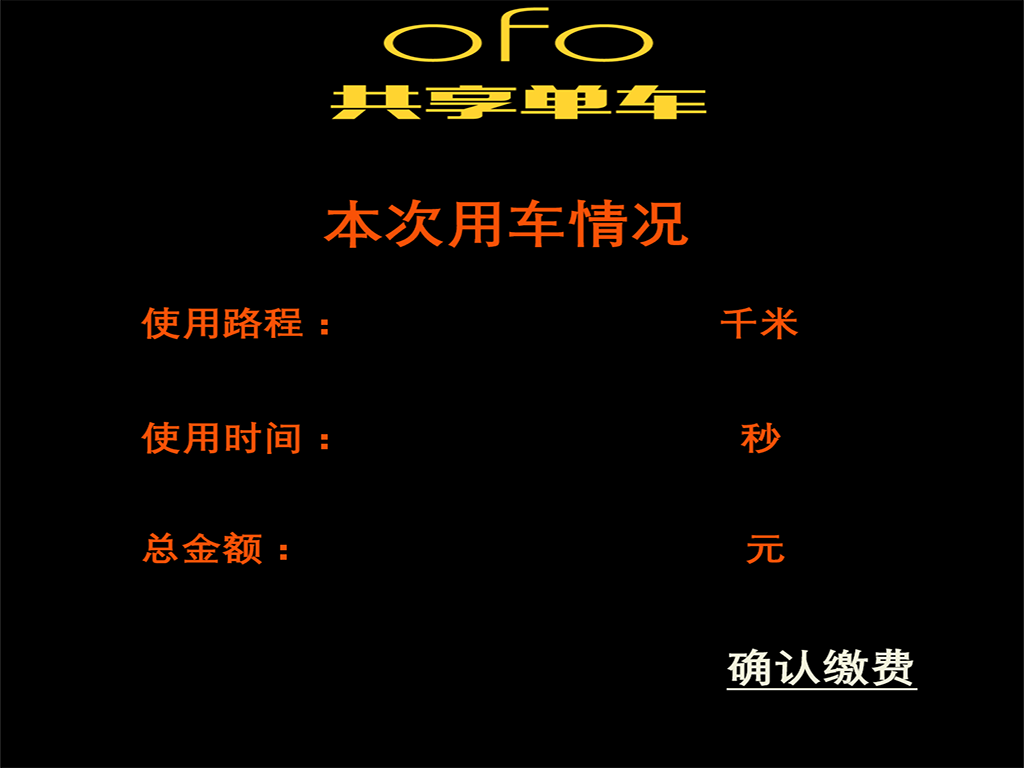 ofo
共享单车
本次用车情况
使用路程： 千米
使用时间： 秒
总金额： 元
确认缴费